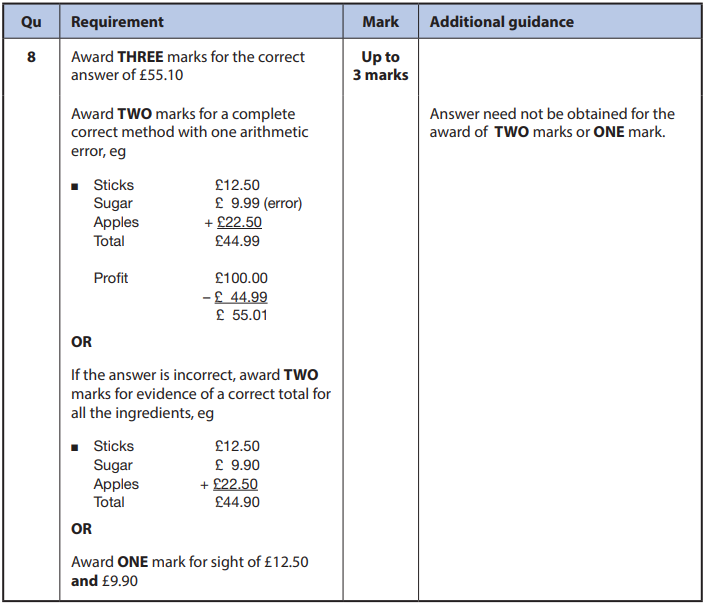 Qu Requirement Mark Additional guidance
8 Award THREE marks for the correct Up to
answer of £55.10 3 marks
Award TWO marks for a complete Answer need not be obtained for the
correct method with one arithmetic award of TWO marks or ONE mark.
error, eg
■ Sticks £12.50
Sugar £ 9.99 (error)
Apples + £22.50
Total £44.99
Profit £100.00
– £ 44.99
£ 55.01
OR
If the answer is incorrect, award TWO
marks for evidence of a correct total for
all the ingredients, eg
■ Sticks £12.50
Sugar £ 9.90
Apples + £22.50
Total £44.90
OR
Award ONE mark for sight of £12.50
and £9.90